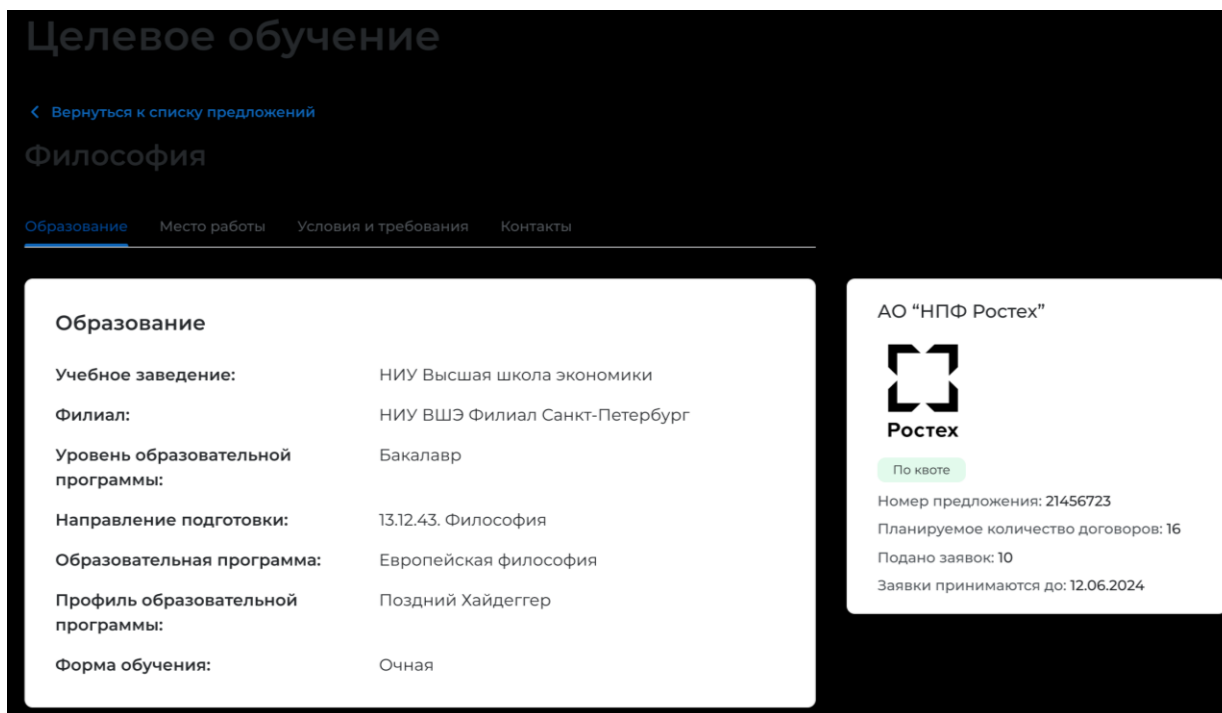 Целевое обучение
Вернуться к списку предложений
Философия
Образование Место работы Условия и требования Контакты
Образование
Учебное заведение: НИУ Высшая школа экономики
Филиал: НИУ ВШЭ Филиал Санкт-Петербург
Уровень образовательной Бакалавр
программы:
Направление подготовки: 13.12.43. Философия
Образовательная программа: Европейская философия
Профиль образовательной Поздний Хайдеггер
программы:
Форма обучения: Очная
АО “НПФ Ростех”
Ростех
По квоте
Номер предложения: 21456723
Планируемое количество договоров: 16
Подано заявок: 10
Заявки принимаются до: 12.06.2024